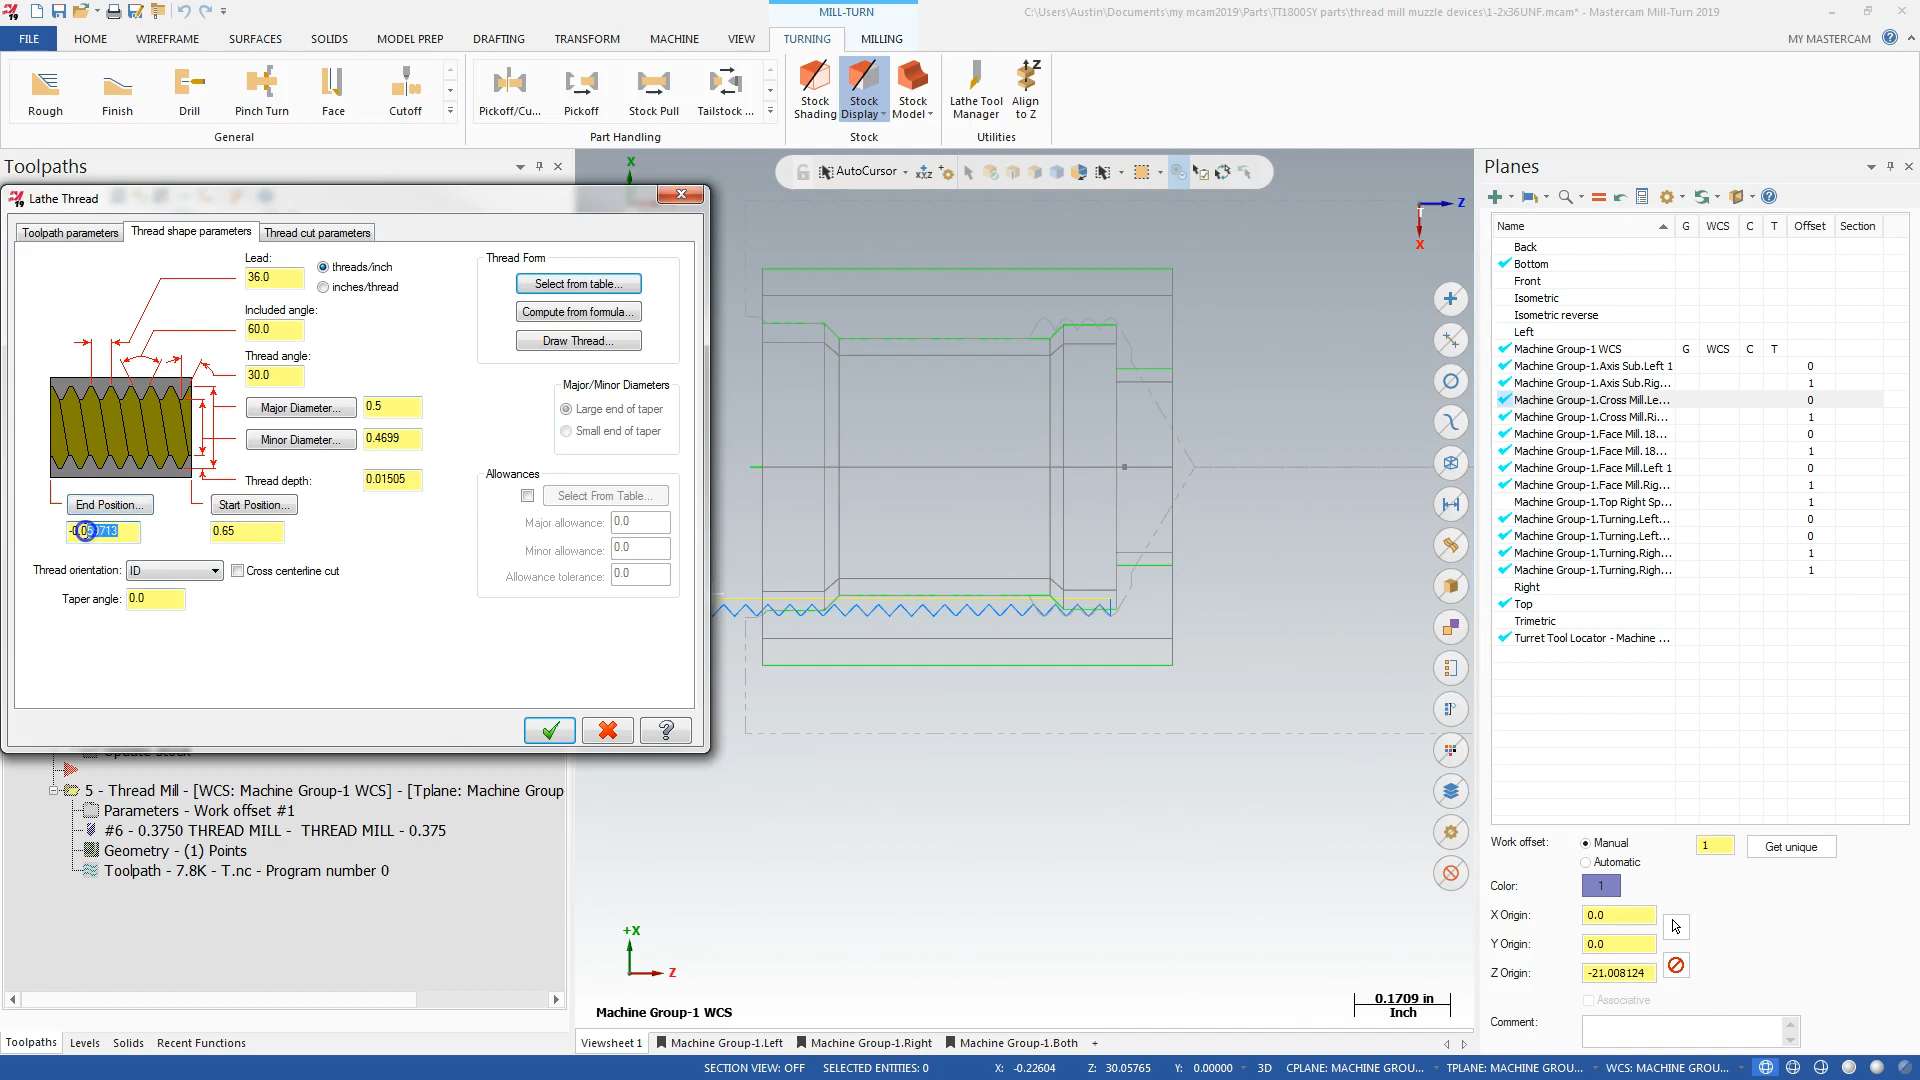 MILL-TURN
C:\Users\Austin\Documents\my mcam2019\Parts\TT1800SY parts\thread mill muzzle devices\1-2x36UNF.mcam* - Mastercam Mill-Turn 2019
FILE HOME WIREFRAME SURFACES SOLIDS MODEL PREP DRAFTING TRANSFORM MACHINE VIEW TURNING MILLING MY MASTERCAM
Rough Finish Drill Pinch Turn Face Cutoff Pickoff/Cu... Pickoff Stock Pull Tailstock ...
Stock Shading Stock Display Stock Model Lathe Tool Manager Align to Z
General Part Handling Stock Utilities
Toolpaths
Lathe Thread
Toolpath parameters Thread shape parameters Thread cut parameters
Lead:
36.0
threads/inch
inches/thread
Included angle:
60.0
Thread angle:
30.0
Major Diameter... 0.5
Minor Diameter... 0.4699
Thread depth: 0.01505
End Position... Start Position...
0.65
Thread orientation: ID Cross centerline cut
Taper angle: 0.0
Thread Form
Select from table...
Compute from formula...
Draw Thread...
Major/Minor Diameters
Large end of taper
Small end of taper
Allowances
Select From Table...
Major allowance: 0.0
Minor allowance: 0.0
Allowance tolerance: 0.0
5 - Thread Mill - [WCS: Machine Group-1 WCS] - [Tplane: Machine Group
Parameters - Work offset #1
#6 - 0.3750 THREAD MILL - THREAD MILL - 0.375
Geometry - (1) Points
Toolpath - 7.8K - T.nc - Program number 0
Toolpaths Levels Solids Recent Functions
AutoCursor
X
Z
X
+X
Z
Machine Group-1 WCS
0.1709 in
Inch
Viewsheet 1 Machine Group-1.Left Machine Group-1.Right Machine Group-1.Both +
Planes
Name G WCS C T Offset Section
Back
Bottom
Front
Isometric
Isometric reverse
Left
Machine Group-1 WCS G WCS C T
Machine Group-1.Axis Sub.Left 1 0
Machine Group-1.Axis Sub.Rig... 1
Machine Group-1.Cross Mill.Le... 0
Machine Group-1.Cross Mill.Ri... 1
Machine Group-1.Face Mill. 18... 0
Machine Group-1.Face Mill. 18... 1
Machine Group-1.Face Mill.Left 1 0
Machine Group-1.Face Mill.Rig... 1
Machine Group-1.Top Right Sp...
Machine Group-1.Turning.Left... 0
Machine Group-1.Turning.Left... 0
Machine Group-1.Turning.Righ... 1
Machine Group-1.Turning.Righ... 1
Right
Top
Trimetric
Turret Tool Locator - Machine ...
Work offset: Manual 1 Get unique
Automatic
Color: 1
X Origin: 0.0
Y Origin: 0.0
Z Origin: -21.008124
Associative
Comment:
SECTION VIEW: OFF SELECTED ENTITIES: 0 X: -0.22604 Z: 30.05765 Y: 0.00000 3D CPLANE: MACHINE GROU... TPLANE: MACHINE GROU... WCS: MACHINE GROU...